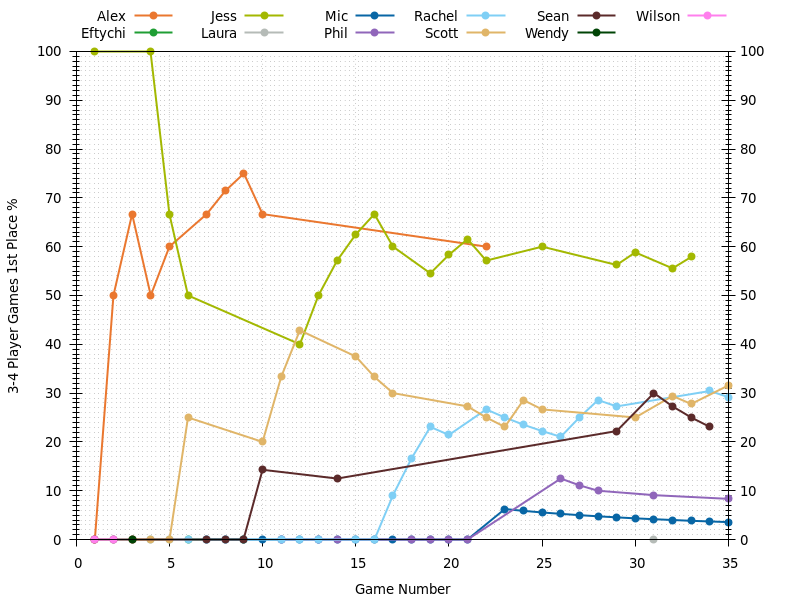 Alex Jess Mic Rachel Sean Wilson
Eftychi Laura Phil Scott Wendy
100 100
90 90
80 80
70 70
60 60
50 50
40 40
30 30
20 20
10 10
0 0
3-4 Player Games 1st Place %
0 5 10 15 20 25 30 35
Game Number